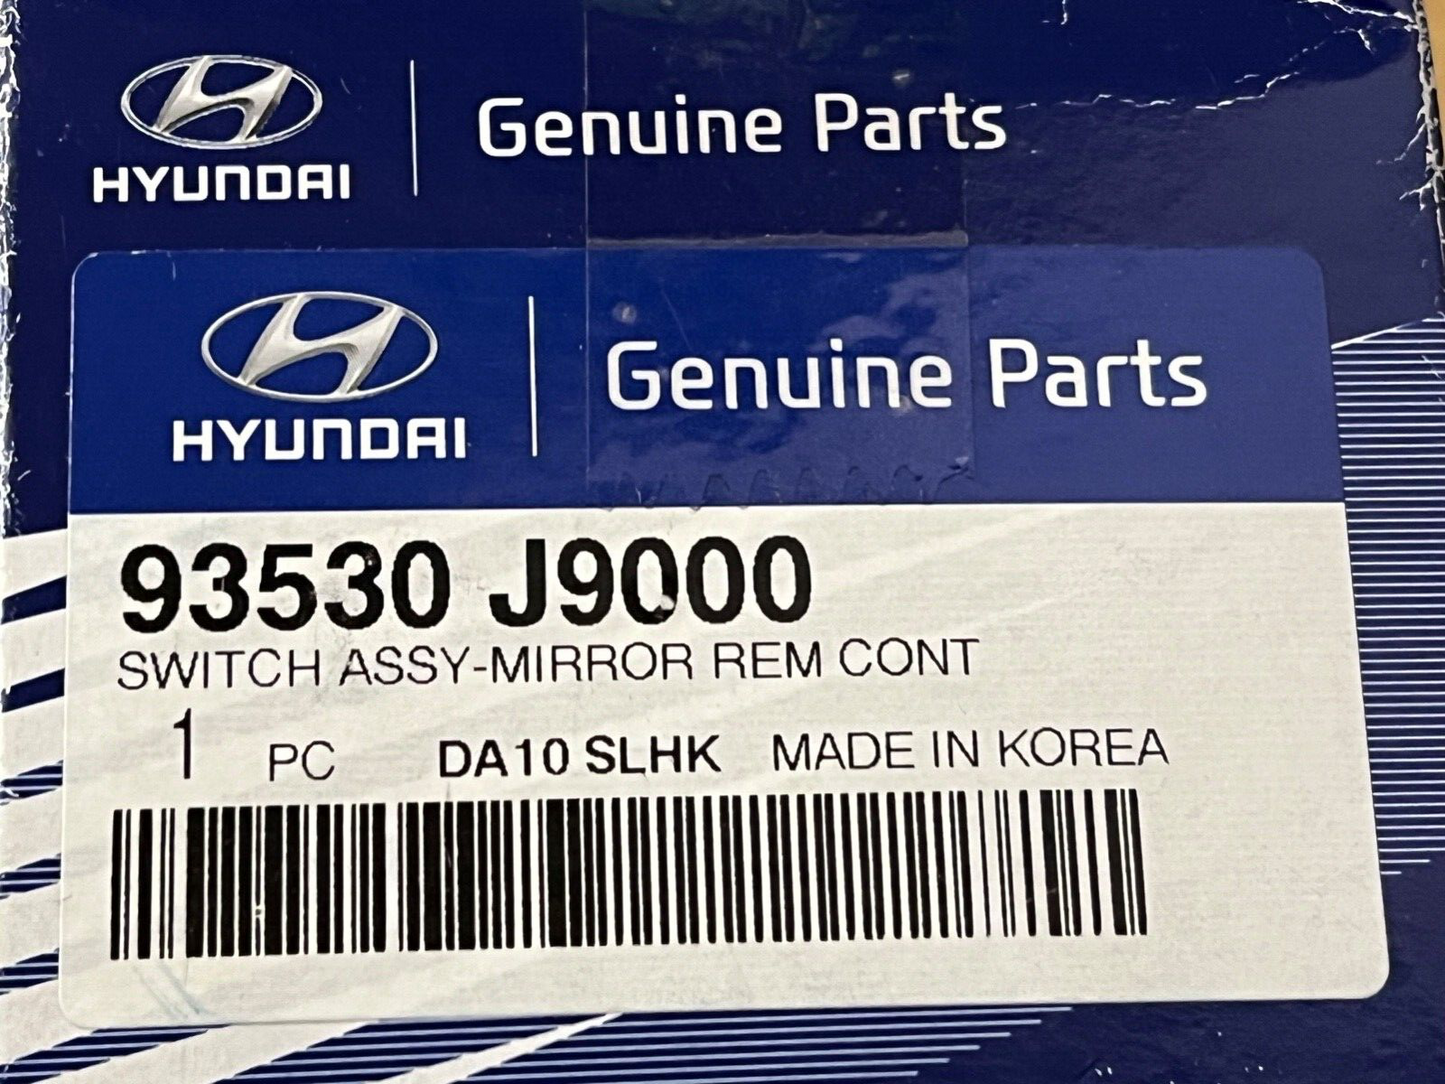 HYUNDAI Genuine Parts
HYUNDAI Genuine Parts
93530 J9000
SWITCH ASSY-MIRROR REM CONT
1 PC DA10 SLHK MADE IN KOREA